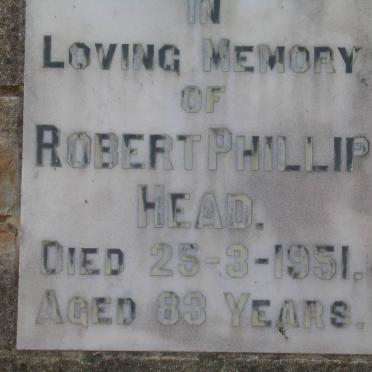 IN
LOVING MEMORY
OF
ROBERT PHILLIP
HEAD.
DIED 25-3-1951.
AGED 83 YEARS.